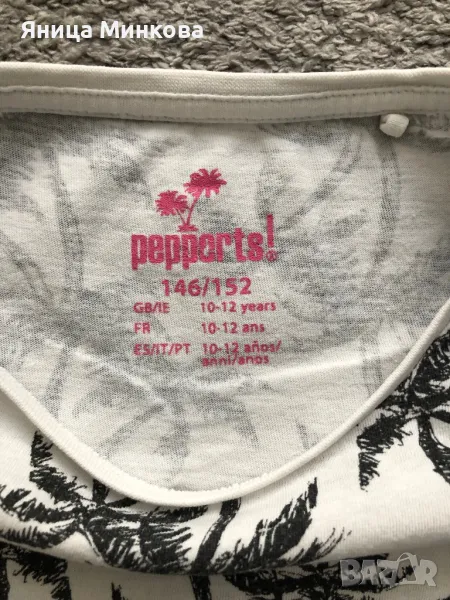 Яница Минкова
pepperts!®
146/152
GB/IE 10-12 years
FR 10-12 ans
ES/IT/PT 10-12 años/
anni/anos
BAZAR